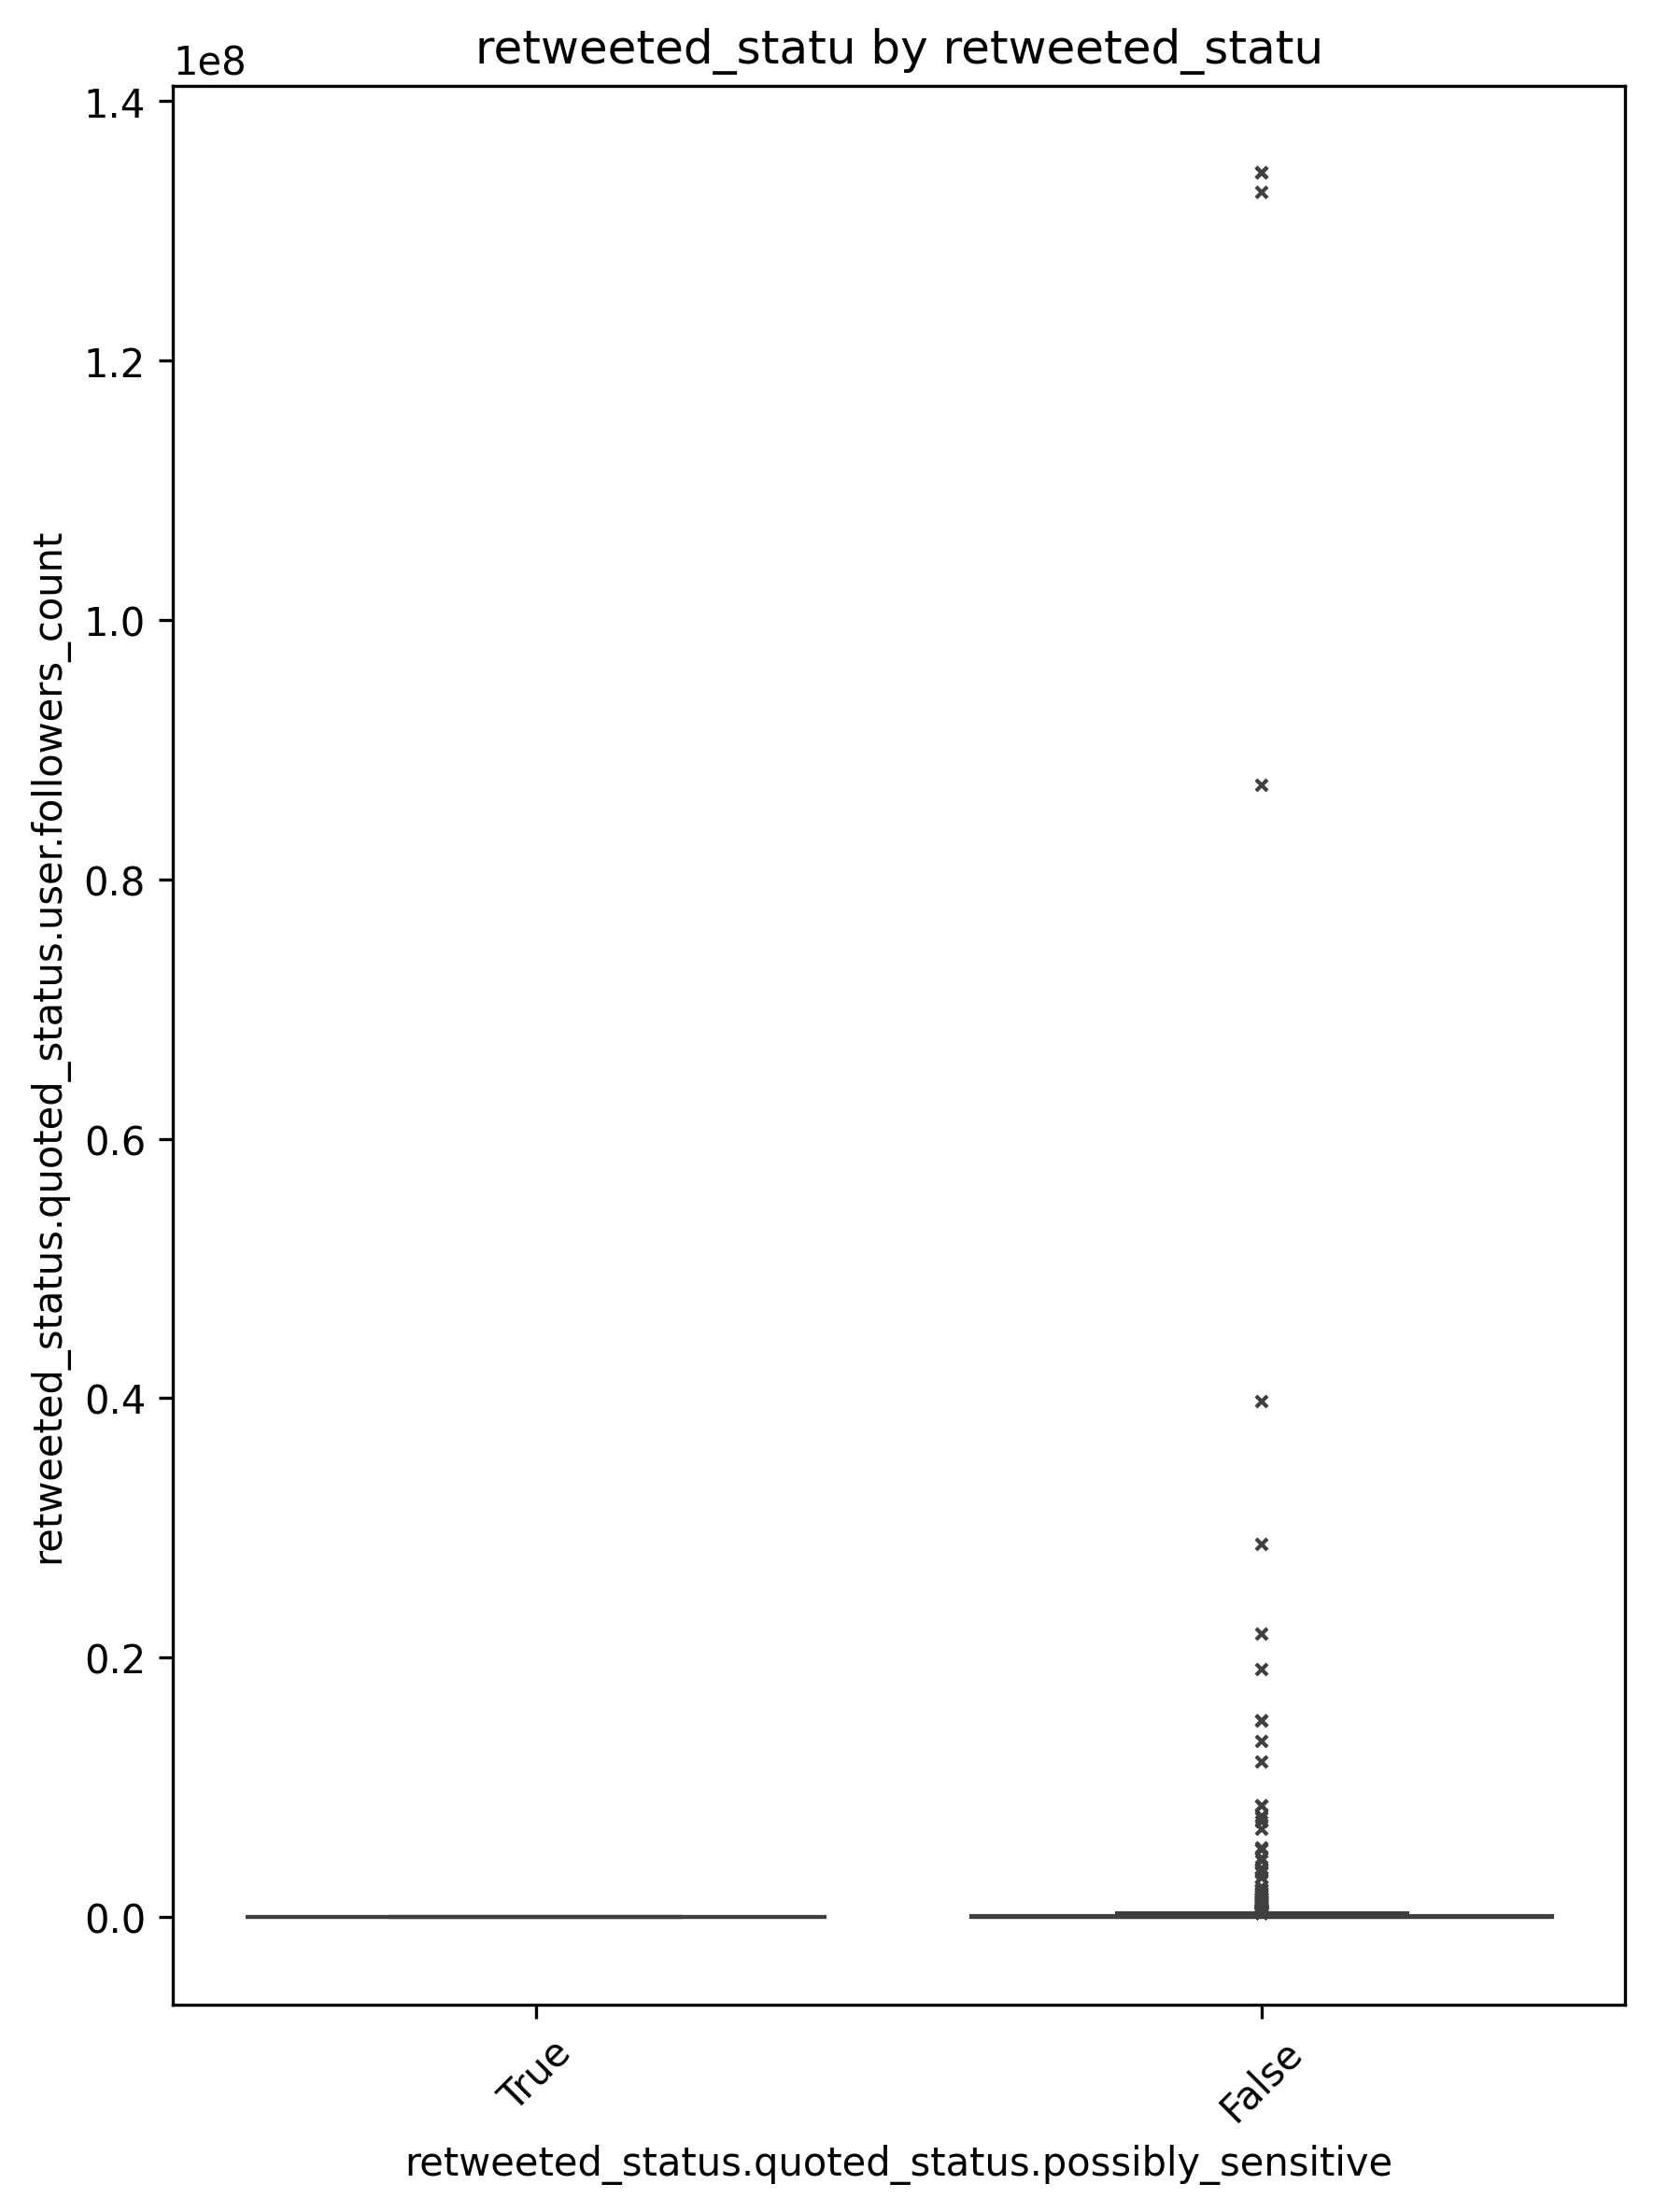 retweeted_statu by retweeted_statu
1e8
1.4
1.2
1.0
0.8
0.6
0.4
0.2
0.0
retweeted_status.quoted_status.user.followers_count
True
False
retweeted_status.quoted_status.possibly_sensitive